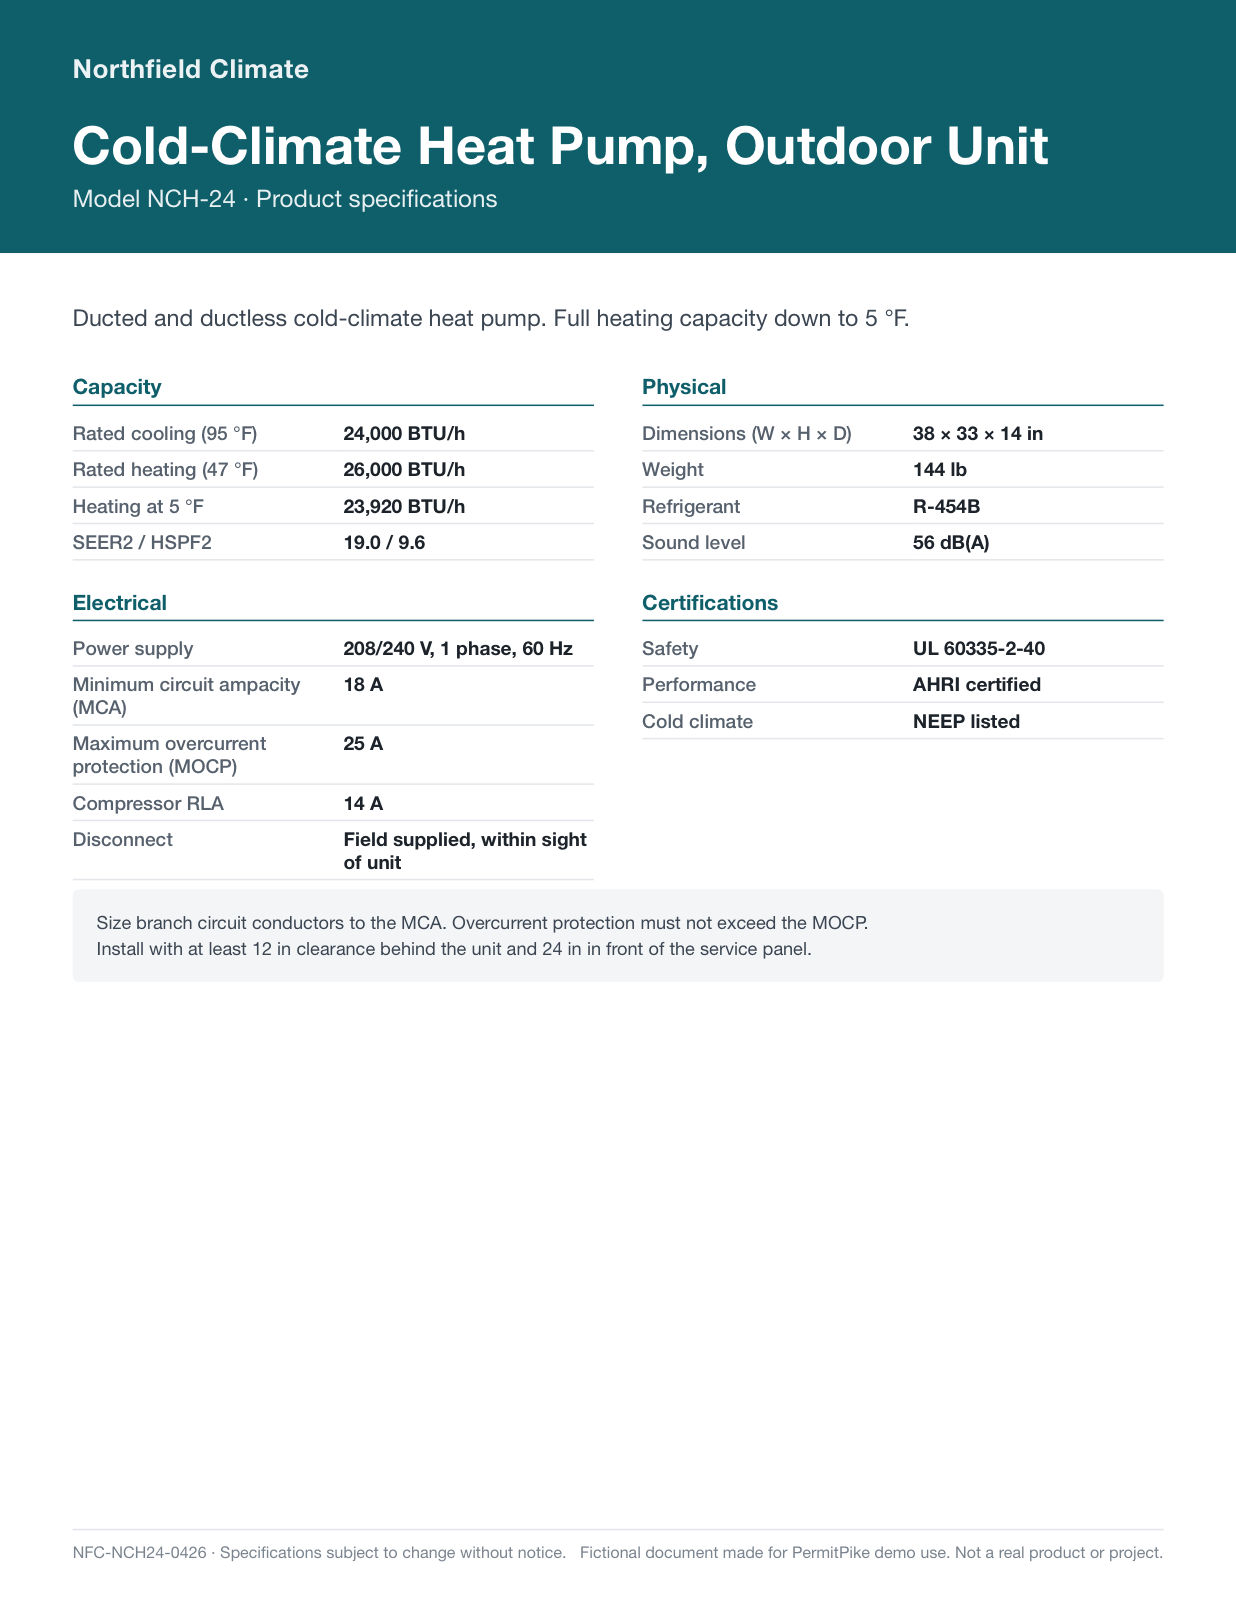 Northfield Climate
Cold-Climate Heat Pump, Outdoor Unit
Model NCH-24 · Product specifications
Ducted and ductless cold-climate heat pump. Full heating capacity down to 5 °F.
Capacity
Rated cooling (95 °F) 24,000 BTU/h
Rated heating (47 °F) 26,000 BTU/h
Heating at 5 °F 23,920 BTU/h
SEER2 / HSPF2 19.0 / 9.6
Physical
Dimensions (W × H × D) 38 × 33 × 14 in
Weight 144 lb
Refrigerant R-454B
Sound level 56 dB(A)
Electrical
Power supply 208/240 V, 1 phase, 60 Hz
Minimum circuit ampacity 18 A
(MCA)
Maximum overcurrent 25 A
protection (MOCP)
Compressor RLA 14 A
Disconnect Field supplied, within sight
of unit
Certifications
Safety UL 60335-2-40
Performance AHRI certified
Cold climate NEEP listed
Size branch circuit conductors to the MCA. Overcurrent protection must not exceed the MOCP.
Install with at least 12 in clearance behind the unit and 24 in in front of the service panel.
NFC-NCH24-0426 · Specifications subject to change without notice. Fictional document made for PermitPike demo use. Not a real product or project.